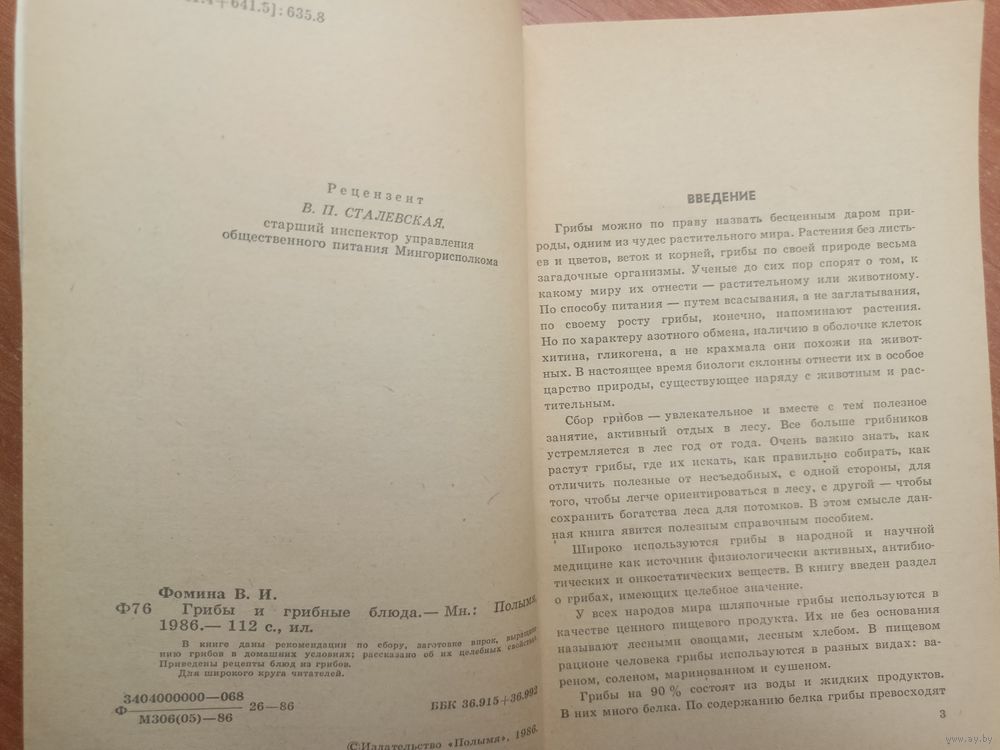 +641.5]: 635.8
Рецензент
В. П. СТАЛЕВСКАЯ,
старший инспектор управления
общественного питания Мингорисполкома
Фомина В. И.
Ф76 Грибы и грибные блюда.— Мн.: Полымя,
1986.— 112 с., ил.
В книге даны рекомендации по сбору, заготовке впрок, выращива-
нию грибов в домашних условиях; рассказано об их целебных свойствах.
Приведены рецепты блюд из грибов.
Для широкого круга читателей.
3404000000—068
Ф 26—86
М306(05)—86
ББК 36.915+36.992
(С)Издательство «Полымя», 1986.
ВВЕДЕНИЕ
Грибы можно по праву назвать бесценным даром при-
роды, одним из чудес растительного мира. Растения без листь-
ев и цветов, веток и корней, грибы по своей природе весьма
загадочные организмы. Ученые до сих пор спорят о том, к
какому миру их отнести — растительному или животному.
По способу питания — путем всасывания, а не заглатывания,
по своему росту грибы, конечно, напоминают растения.
Но по характеру азотного обмена, наличию в оболочке клеток
хитина, гликогена, а не крахмала они похожи на живот-
ных. В настоящее время биологи склонны отнести их в особое
царство природы, существующее наряду с животным и рас-
тительным.
Сбор грибов — увлекательное и вместе с тем полезное
занятие, активный отдых в лесу. Все больше грибников
устремляется в лес год от года. Очень важно знать, как
растут грибы, где их искать, как правильно собирать, как
отличить полезные от несъедобных, с одной стороны, для
того, чтобы легче ориентироваться в лесу, с другой — чтобы
сохранить богатства леса для потомков. В этом смысле дан-
ная книга явится полезным справочным пособием.
Широко используются грибы в народной и научной
медицине как источник физиологически активных, антибио-
тических и онкостатических веществ. В книгу введен раздел
о грибах, имеющих целебное значение.
У всех народов мира шляпочные грибы используются в
качестве ценного пищевого продукта. Их не без основания
называют лесными овощами, лесным хлебом. В пищевом
рационе человека грибы используются в разных видах: ва-
реном, соленом, маринованном и сушеном.
Грибы на 90 % состоят из воды и жидких продуктов.
В них много белка. По содержанию белка грибы превосходят
3
www.ay.by